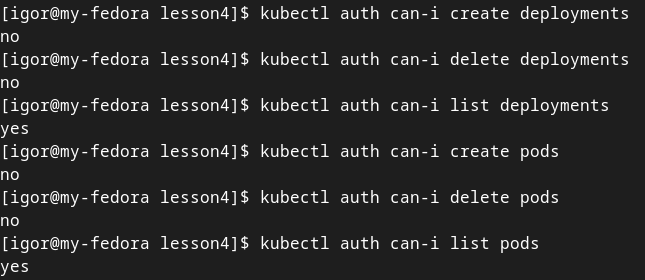 [igor@my-fedora lesson4]$ kubectl auth can-i create deployments
no
[igor@my-fedora lesson4]$ kubectl auth can-i delete deployments
no
[igor@my-fedora lesson4]$ kubectl auth can-i list deployments
yes
[igor@my-fedora lesson4]$ kubectl auth can-i create pods
no
[igor@my-fedora lesson4]$ kubectl auth can-i delete pods
no
[igor@my-fedora lesson4]$ kubectl auth can-i list pods
yes